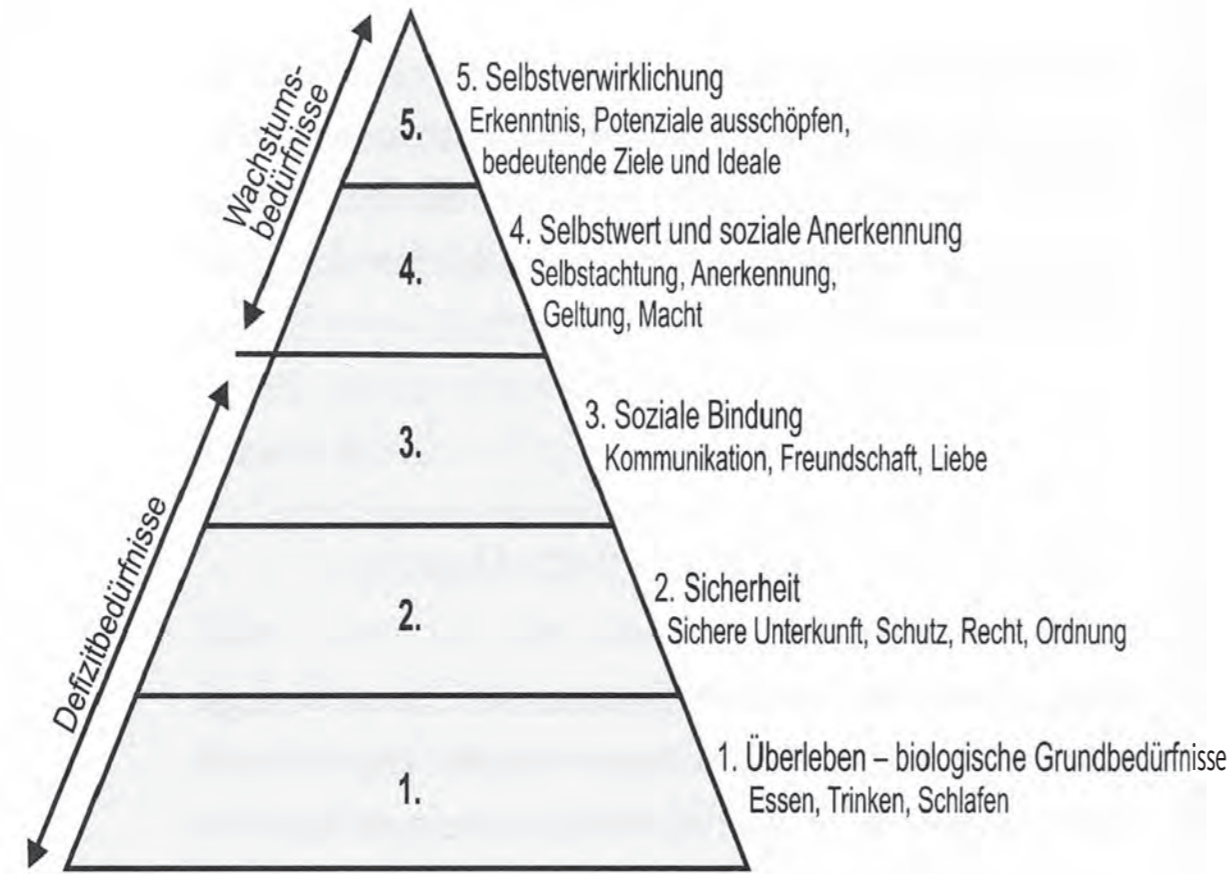 Wachstums-
bedürfnisse
5.
5. Selbstverwirklichung
Erkenntnis, Potenziale ausschöpfen,
bedeutende Ziele und Ideale
4.
4. Selbstwert und soziale Anerkennung
Selbstachtung, Anerkennung,
Geltung, Macht
Defizitbedürfnisse
3.
3. Soziale Bindung
Kommunikation, Freundschaft, Liebe
2.
2. Sicherheit
Sichere Unterkunft, Schutz, Recht, Ordnung
1.
1. Überleben – biologische Grundbedürfnisse
Essen, Trinken, Schlafen